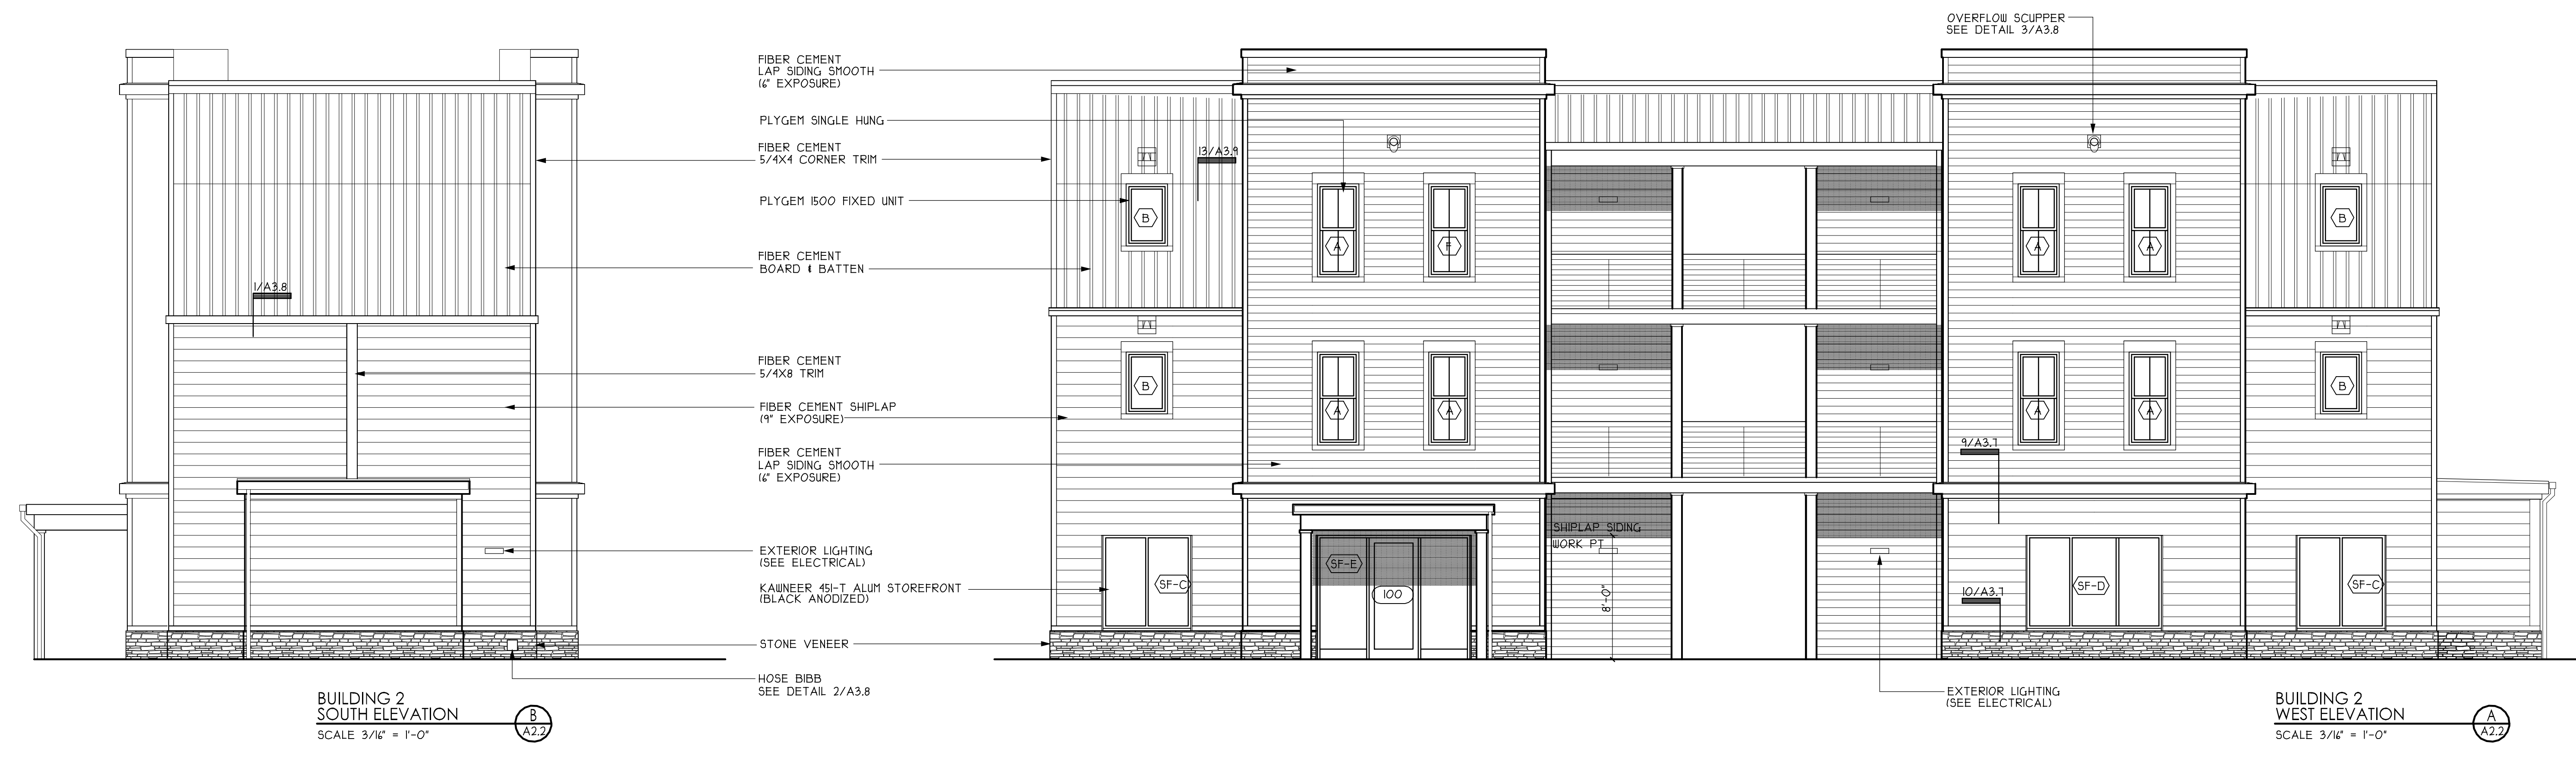 OVERFLOW SCUPPER
SEE DETAIL 3/A3.8
FIBER CEMENT
LAP SIDING SMOOTH
(6" EXPOSURE)
PLYGEM SINGLE HUNG
FIBER CEMENT
5/4X4 CORNER TRIM
13/A3.9
PLYGEM 1500 FIXED UNIT
B
B
A
F
A
A
FIBER CEMENT
BOARD & BATTEN
1/A3.8
FIBER CEMENT
5/4X8 TRIM
B
B
A
A
A
A
FIBER CEMENT SHIPLAP
(9" EXPOSURE)
FIBER CEMENT
LAP SIDING SMOOTH
(6" EXPOSURE)
9/A3.7
SHIPLAP SIDING
WORK PT
EXTERIOR LIGHTING
(SEE ELECTRICAL)
SF-E
KAWNEER 451-T ALUM STOREFRONT
(BLACK ANODIZED)
SF-C
100
8'-0"
10/A3.7
SF-D
SF-C
STONE VENEER
HOSE BIBB
SEE DETAIL 2/A3.8
EXTERIOR LIGHTING
(SEE ELECTRICAL)
BUILDING 2
SOUTH ELEVATION
SCALE 3/16" = 1'-0"
B
A2.2
BUILDING 2
WEST ELEVATION
SCALE 3/16" = 1'-0"
A
A2.2